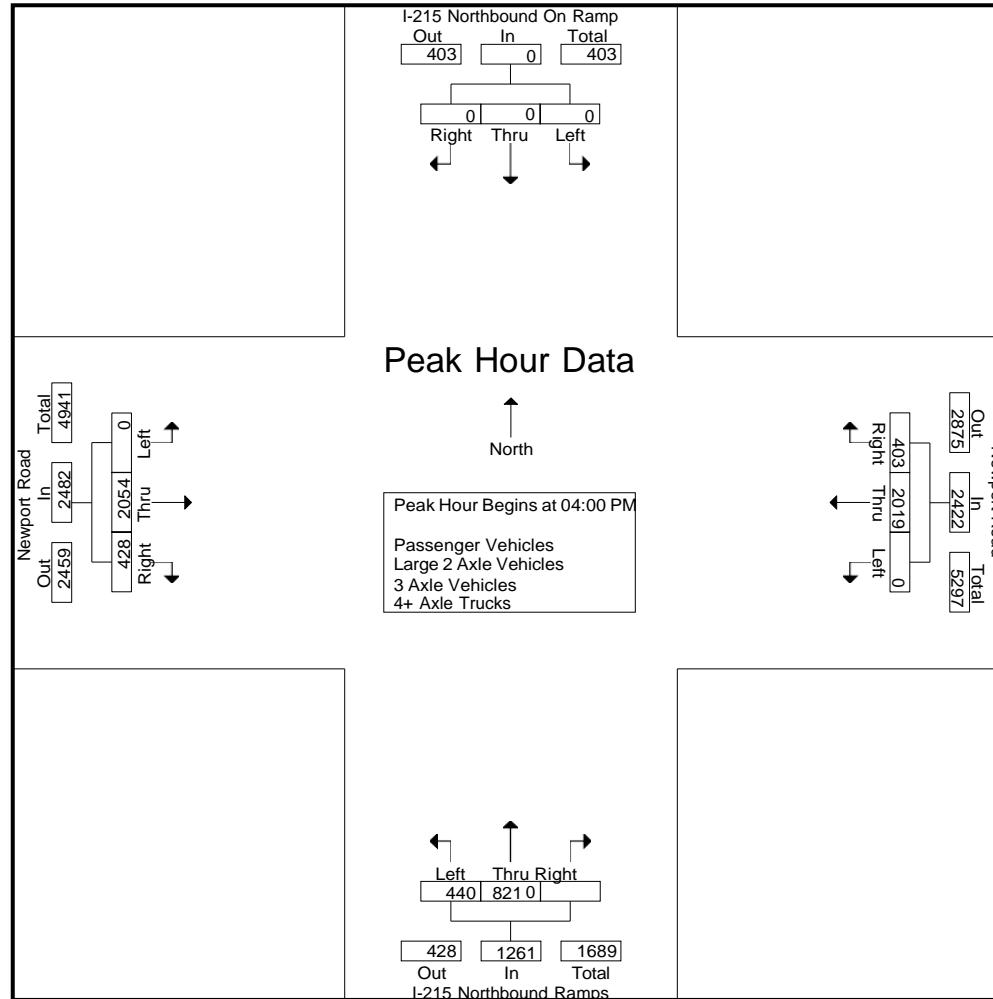 I-215 Northbound On Ramp
Out In Total
403 0 403
0 0 0
Right Thru Left
Peak Hour Data
North
Peak Hour Begins at 04:00 PM
Passenger Vehicles
Large 2 Axle Vehicles
3 Axle Vehicles
4+ Axle Trucks
Newport Road
Out In Total
2459 2482 4941
Right Thru Left
428 2054 0
Out In Total
2875 2422 5297
Right Thru Left
403 2019 0
Left Thru Right
440 821 0
428 1261 1689
Out In Total
I-215 Northbound Ramps